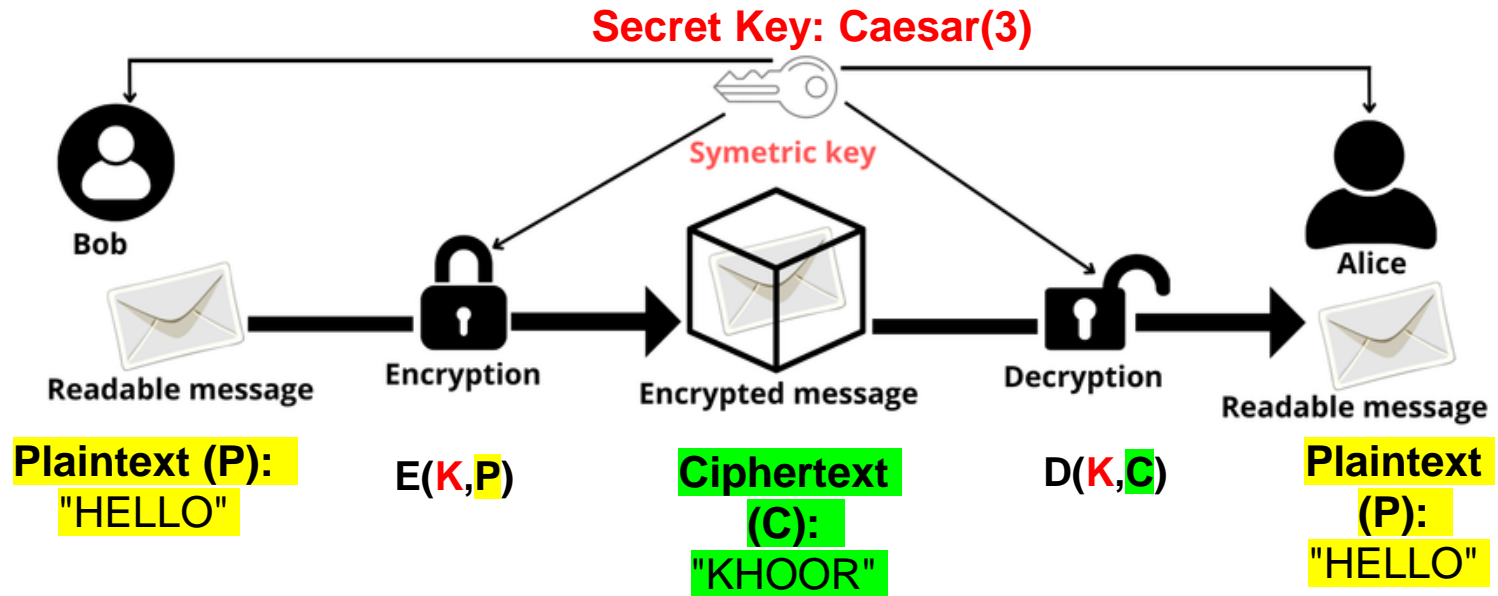 Secret Key: Caesar(3)
Symetric key
Bob
Alice
Readable message
Encryption
Encrypted message
Decryption
Readable message
Plaintext (P):
"HELLO"
E(K,P)
Ciphertext
(C):
"KHOOR"
D(K,C)
Plaintext
(P):
"HELLO"